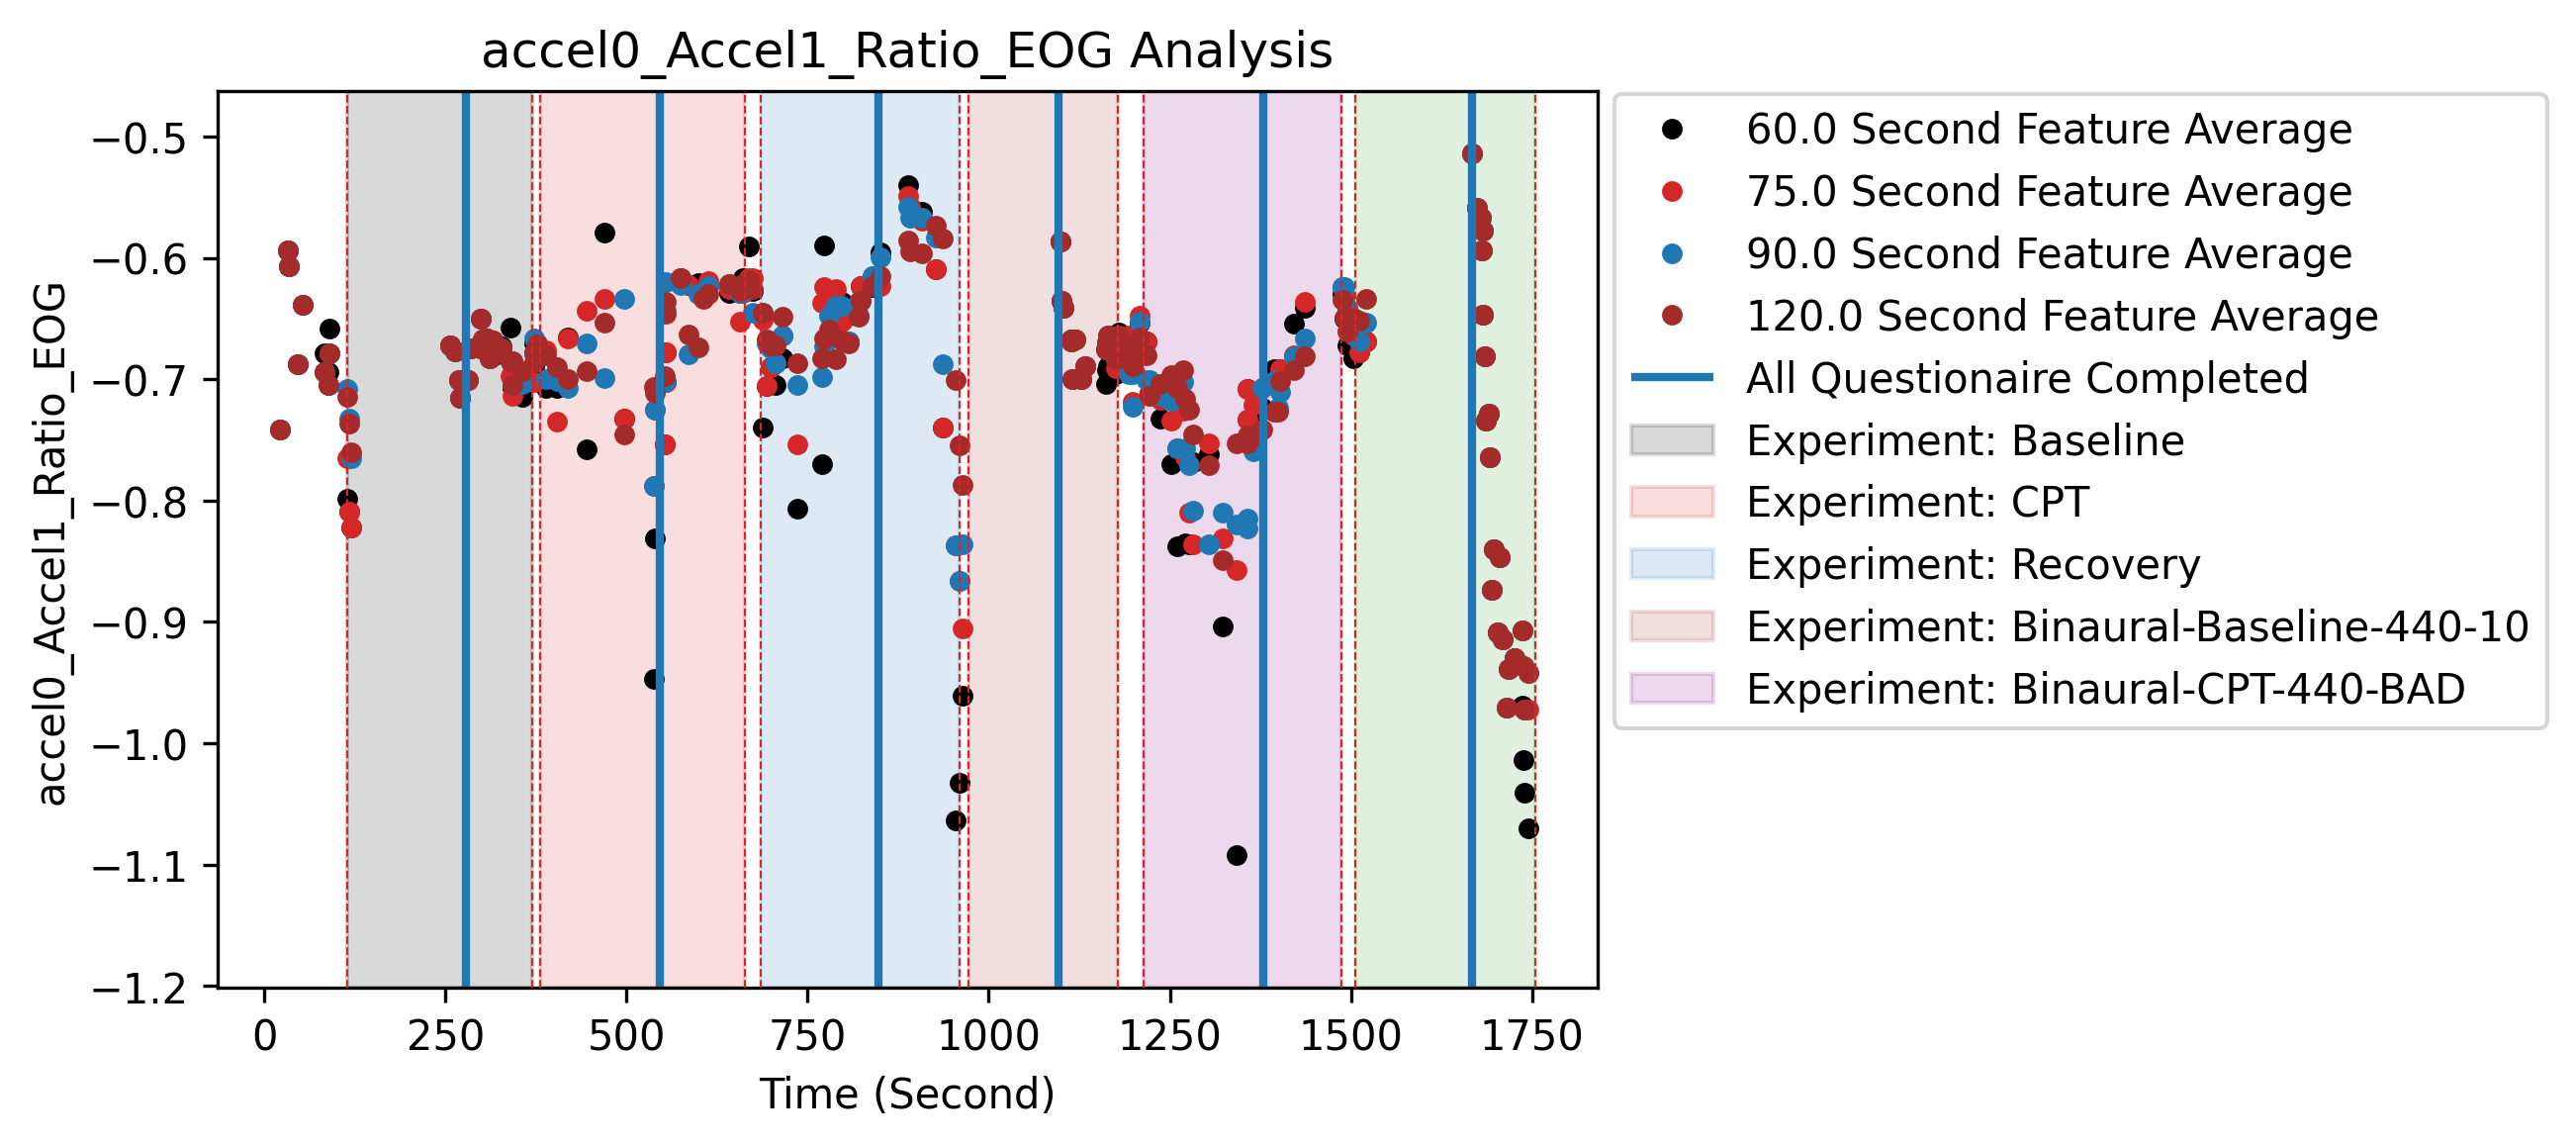 accel0_Accel1_Ratio_EOG Analysis
accel0_Accel1_Ratio_EOG
−0.5
−0.6
−0.7
−0.8
−0.9
−1.0
−1.1
−1.2
0 250 500 750 1000 1250 1500 1750
Time (Second)
60.0 Second Feature Average
75.0 Second Feature Average
90.0 Second Feature Average
120.0 Second Feature Average
All Questionaire Completed
Experiment: Baseline
Experiment: CPT
Experiment: Recovery
Experiment: Binaural-Baseline-440-10
Experiment: Binaural-CPT-440-BAD